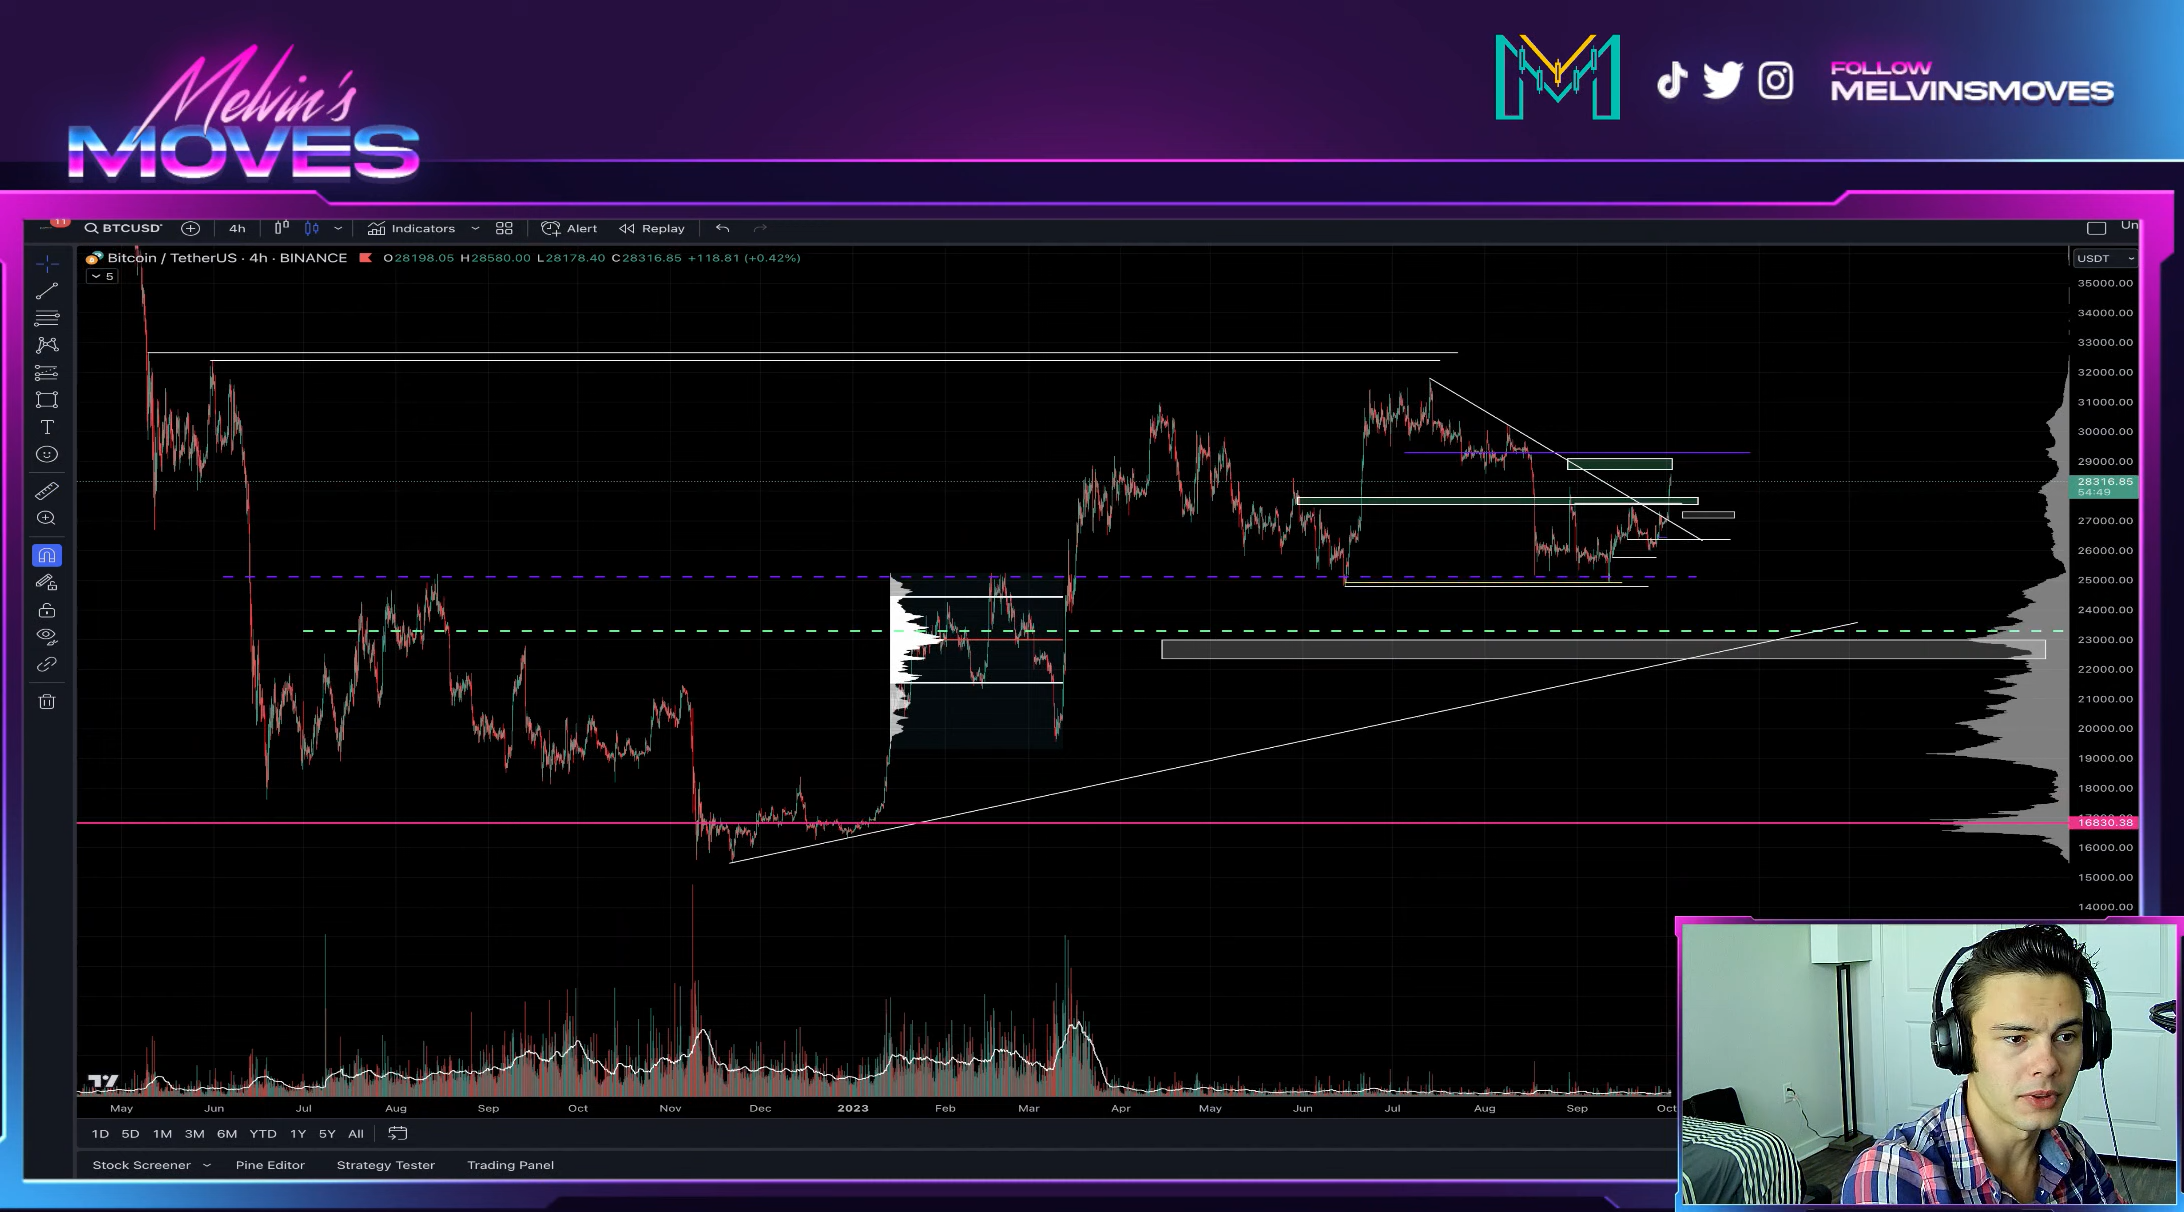 Melvin's
MOVES
FOLLOW
MELVINSMOVES
11
BTCUSD
4h
Indicators
Alert
Replay
Un
Bitcoin / TetherUS · 4h · BINANCE
O28198.05 H28580.00 L28178.40 C28316.85 +118.81 (+0.42%)
USDT
5
35000.00
34000.00
33000.00
32000.00
31000.00
30000.00
29000.00
28316.85
54:49
27000.00
26000.00
25000.00
24000.00
23000.00
22000.00
21000.00
20000.00
19000.00
18000.00
16830.38
16000.00
15000.00
14000.00
May Jun Jul Aug Sep Oct Nov Dec 2023 Feb Mar Apr May Jun Jul Aug Sep Oct
1D 5D 1M 3M 6M YTD 1Y 5Y All
Stock Screener Pine Editor Strategy Tester Trading Panel